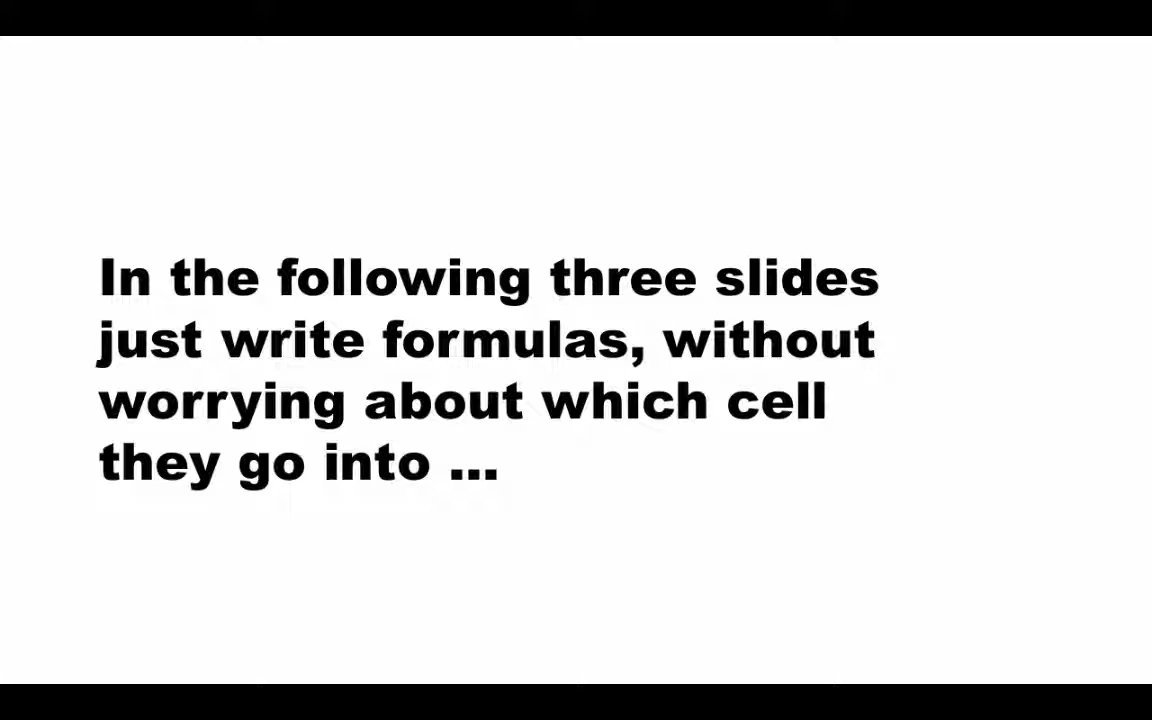 In the following three slides
just write formulas, without
worrying about which cell
they go into ...